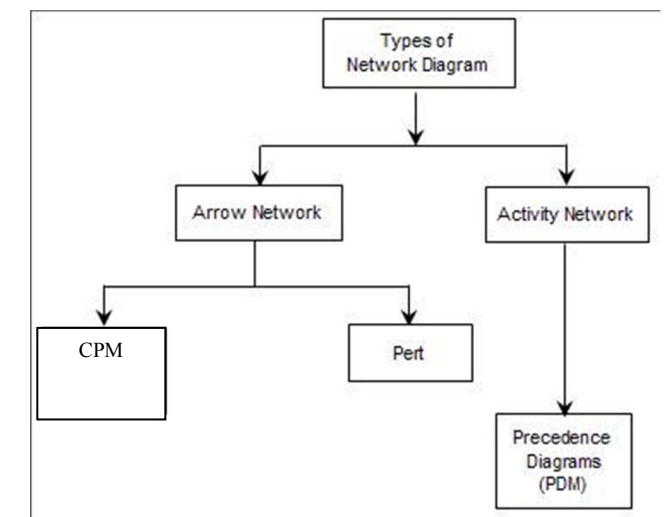 Types of
Network Diagram
Arrow Network
Activity Network
CPM
Pert
Precedence
Diagrams
(PDM)